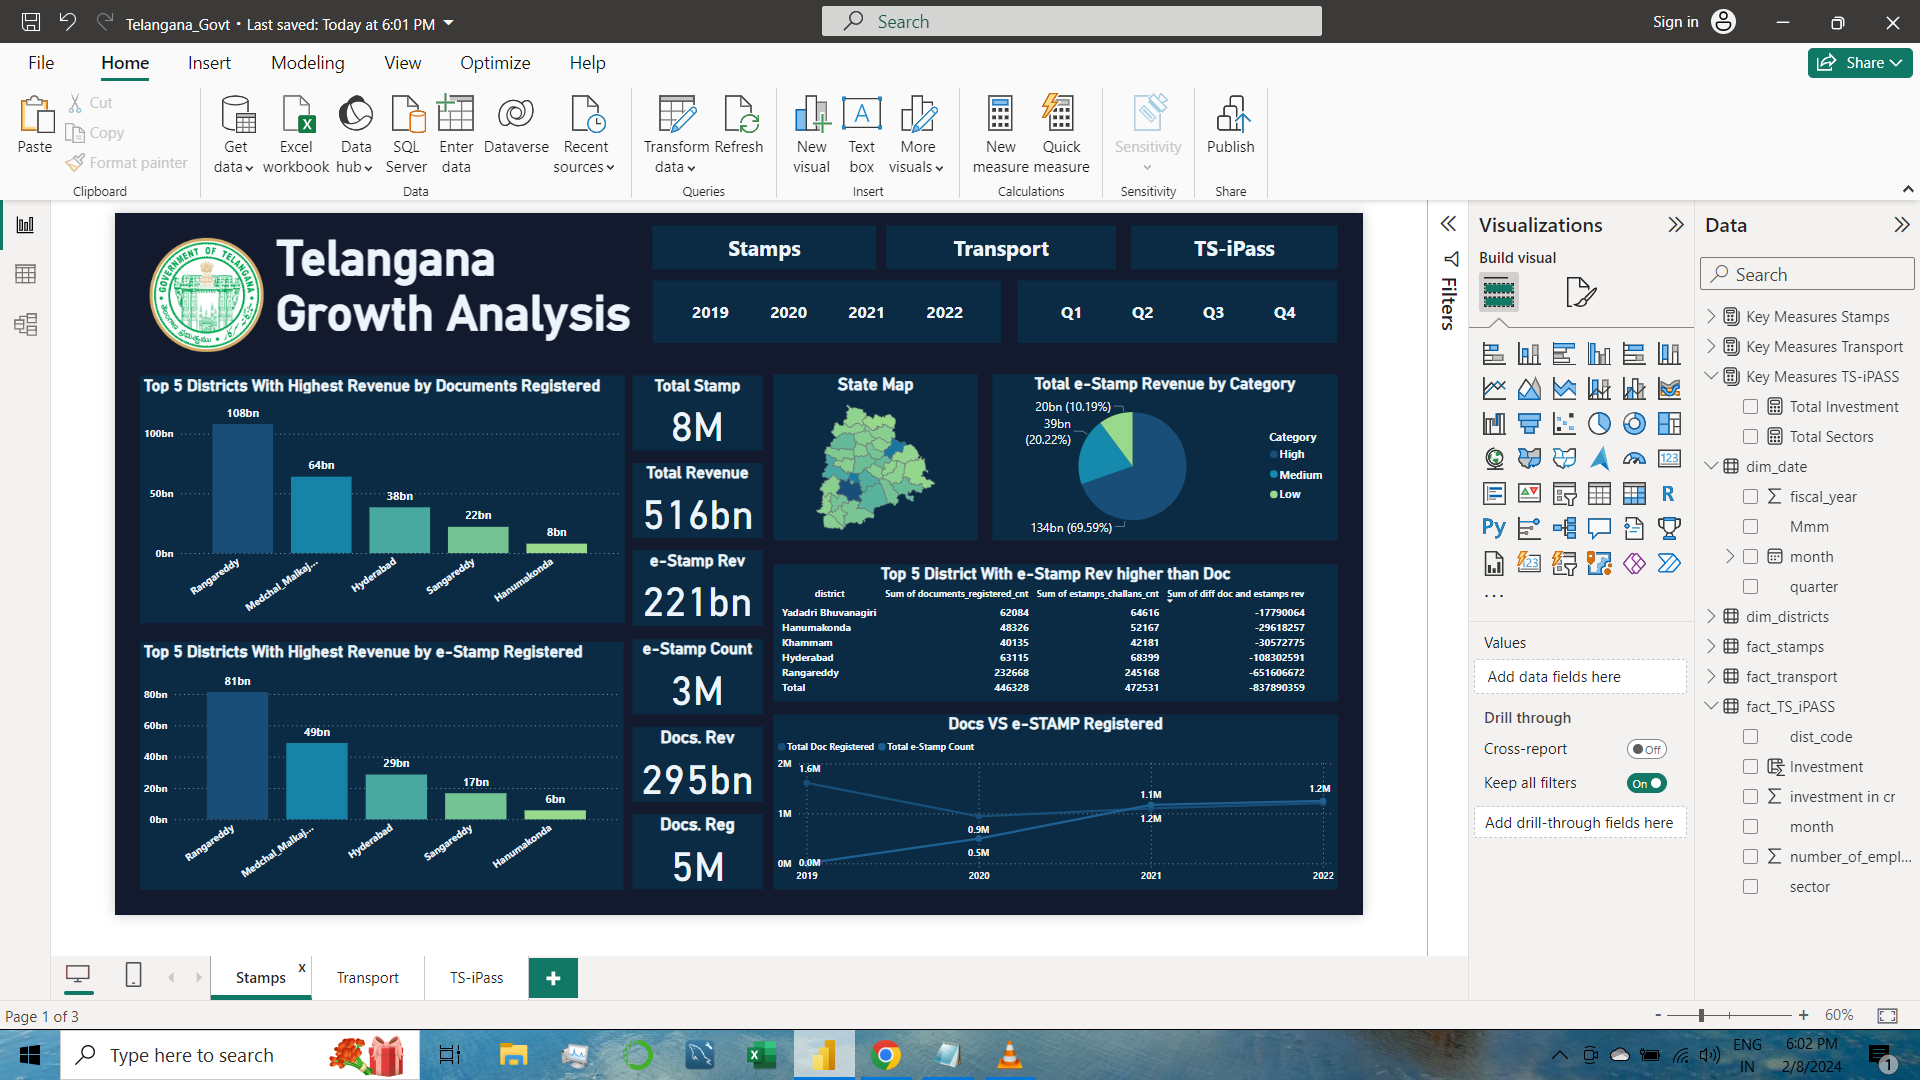 Telangana_Govt • Last saved: Today at 6:01 PM
Search
Sign in
File Home Insert Modeling View Optimize Help
Share
Paste
Cut
Copy
Format painter
Clipboard
Get data
Excel workbook
Data hub
SQL Server
Enter data
Dataverse
Recent sources
Data
Transform data
Refresh
Queries
New visual
Text box
More visuals
Insert
New measure
Quick measure
Calculations
Sensitivity
Sensitivity
Publish
Share
GOVERNMENT OF TELANGANA
Telangana
Growth Analysis
Stamps Transport TS-iPass
2019 2020 2021 2022
Q1 Q2 Q3 Q4
Top 5 Districts With Highest Revenue by Documents Registered
100bn
50bn
0bn
108bn
64bn
38bn
22bn
8bn
Rangareddy
Medchal_Malkaj...
Hyderabad
Sangareddy
Hanumakonda
Top 5 Districts With Highest Revenue by e-Stamp Registered
80bn
60bn
40bn
20bn
0bn
81bn
49bn
29bn
17bn
6bn
Rangareddy
Medchal_Malkaj...
Hyderabad
Sangareddy
Hanumakonda
Total Stamp
8M
Total Revenue
516bn
e-Stamp Rev
221bn
e-Stamp Count
3M
Docs. Rev
295bn
Docs. Reg
5M
State Map
Total e-Stamp Revenue by Category
20bn (10.19%)
39bn
(20.22%)
134bn (69.59%)
Category
High
Medium
Low
Top 5 District With e-Stamp Rev higher than Doc
district Sum of documents_registered_cnt Sum of estamps_challans_cnt Sum of diff doc and estamps rev
Yadadri Bhuvanagiri 62084 64616 -17790064
Hanumakonda 48326 52167 -29618257
Khammam 40135 42181 -30572775
Hyderabad 63115 68399 -108302591
Rangareddy 232668 245168 -651606672
Total 446328 472531 -837890359
Docs VS e-STAMP Registered
Total Doc Registered Total e-Stamp Count
2M
1M
0M
1.6M
0.9M
1.1M
1.2M
0.0M
0.5M
1.2M
2019 2020 2021 2022
Filters
Visualizations
Build visual
123
R
Py
123
...
Values
Add data fields here
Drill through
Cross-report
Off
Keep all filters
On
Add drill-through fields here
Data
Search
Key Measures Stamps
Key Measures Transport
Key Measures TS-iPASS
Total Investment
Total Sectors
dim_date
fiscal_year
Mmm
month
quarter
dim_districts
fact_stamps
fact_transport
fact_TS_iPASS
dist_code
Investment
investment in cr
month
number_of_empl...
sector
Stamps x
Transport
TS-iPass
+
Page 1 of 3
- + 60%
Type here to search
ENG
IN
6:02 PM
2/8/2024
1